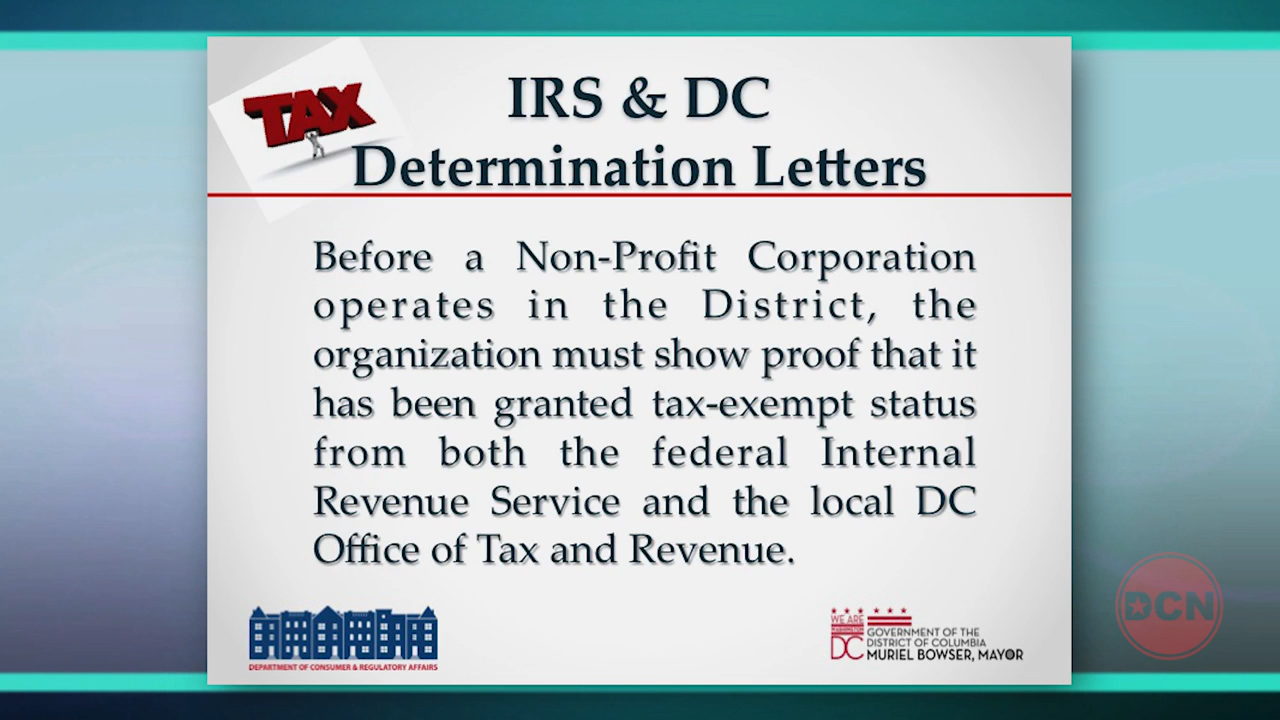 TAX
IRS & DC
Determination Letters
Before a Non-Profit Corporation
operates in the District, the
organization must show proof that it
has been granted tax-exempt status
from both the federal Internal
Revenue Service and the local DC
Office of Tax and Revenue.
DEPARTMENT OF CONSUMER & REGULATORY AFFAIRS
WE ARE
WASHINGTON
DC
GOVERNMENT OF THE
DISTRICT OF COLUMBIA
MURIEL BOWSER, MAYOR
DCN